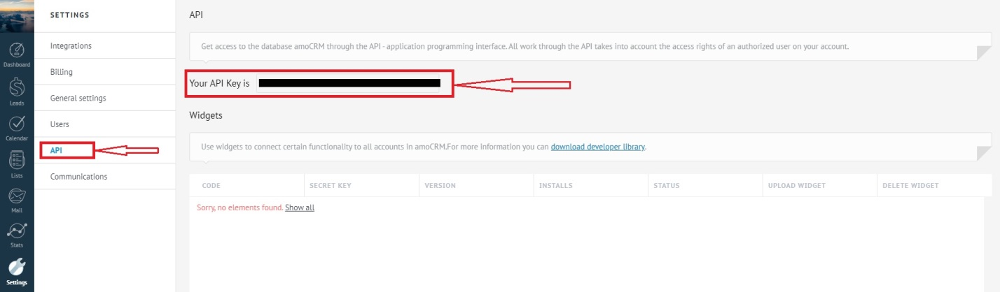 SETTINGS
Dashboard
Leads
Calendar
Lists
Mail
Stats
Settings
Integrations
Billing
General settings
Users
API
Communications
API
Get access to the database amoCRM through the API - application programming interface. All work through the API takes into account the access rights of an authorized user on your account.
Your API Key is
Widgets
Use widgets to connect certain functionality to all accounts in amoCRM.For more information you can download developer library.
CODE SECRET KEY VERSION INSTALLS STATUS UPLOAD WIDGET DELETE WIDGET
Sorry, no elements found. Show all